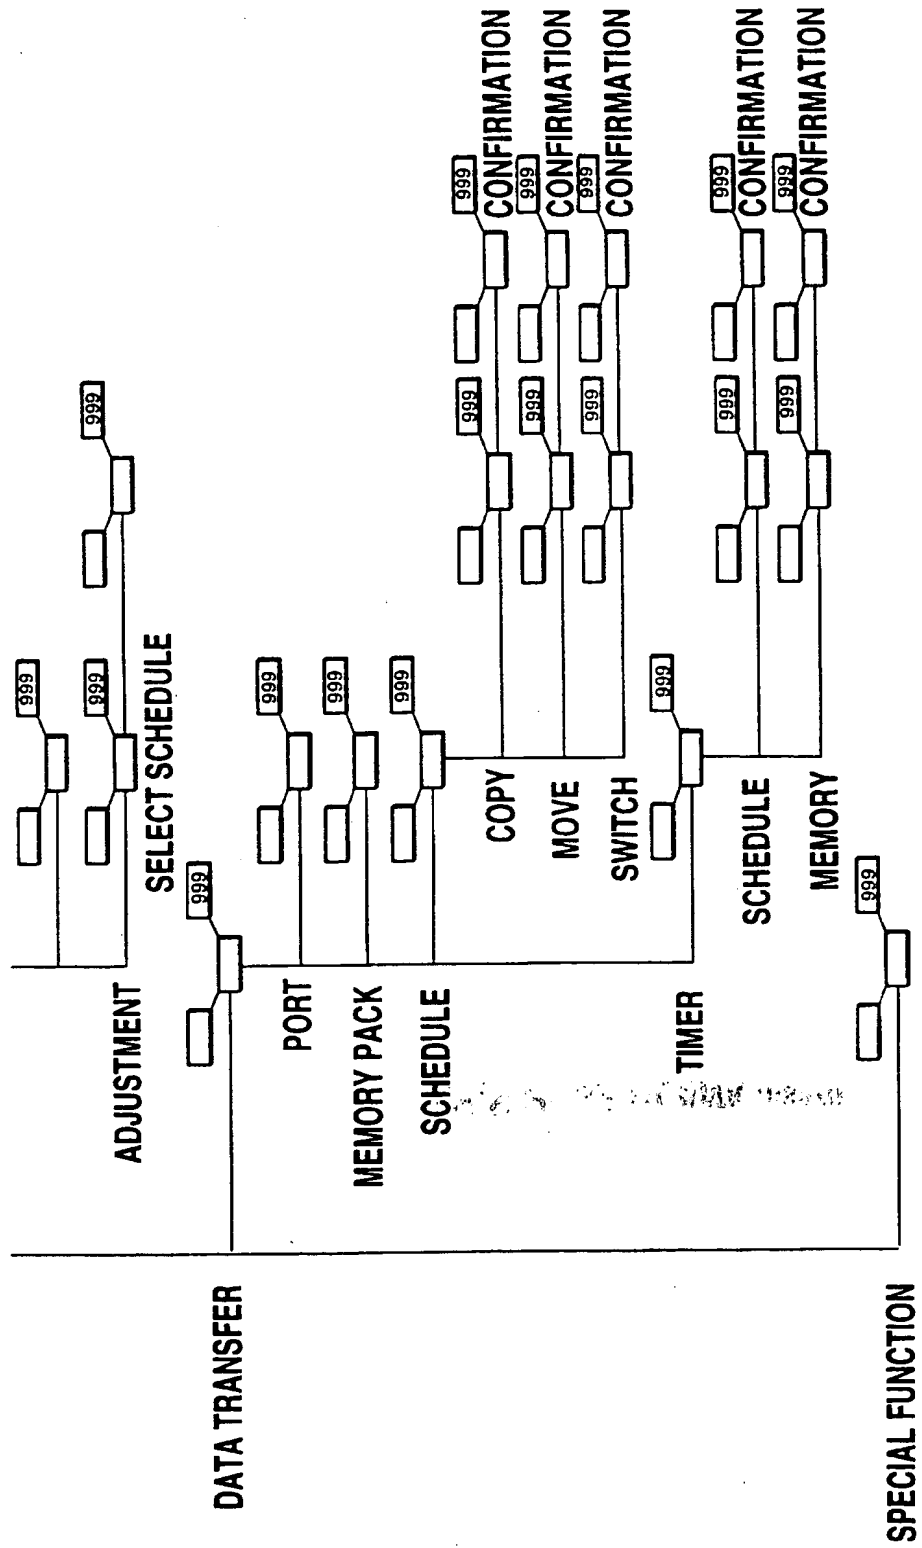 999
999 999
ADJUSTMENT
SELECT SCHEDULE
999
DATA TRANSFER
999
PORT
999
MEMORY PACK
999
SCHEDULE
999 999
COPY CONFIRMATION
999 999
MOVE CONFIRMATION
999 999
SWITCH CONFIRMATION
999
TIMER
999 999
SCHEDULE CONFIRMATION
999 999
MEMORY CONFIRMATION
999
SPECIAL FUNCTION